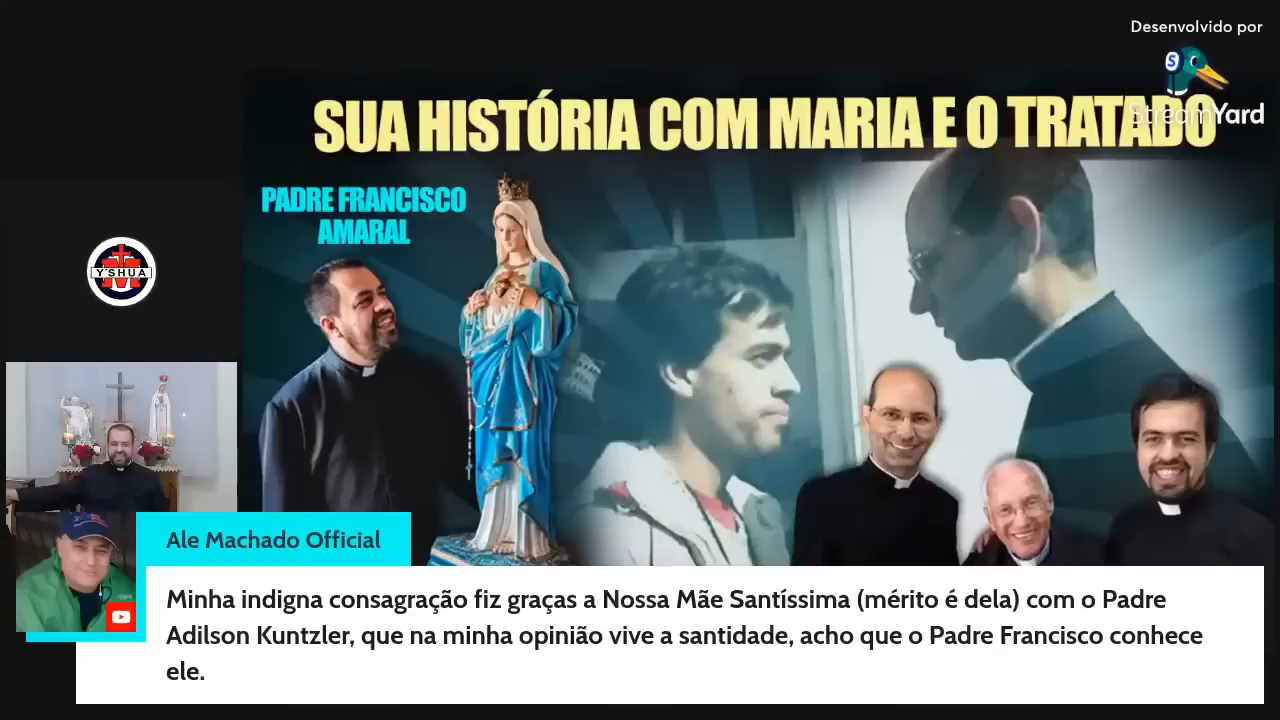 Desenvolvido por
StreamYard
SUA HISTÓRIA COM MARIA E O TRATADO
PADRE FRANCISCO
AMARAL
Y'SHUA
Ale Machado Official
Minha indigna consagração fiz graças a Nossa Mãe Santíssima (mérito é dela) com o Padre
Adilson Kuntzler, que na minha opinião vive a santidade, acho que o Padre Francisco conhece
ele.